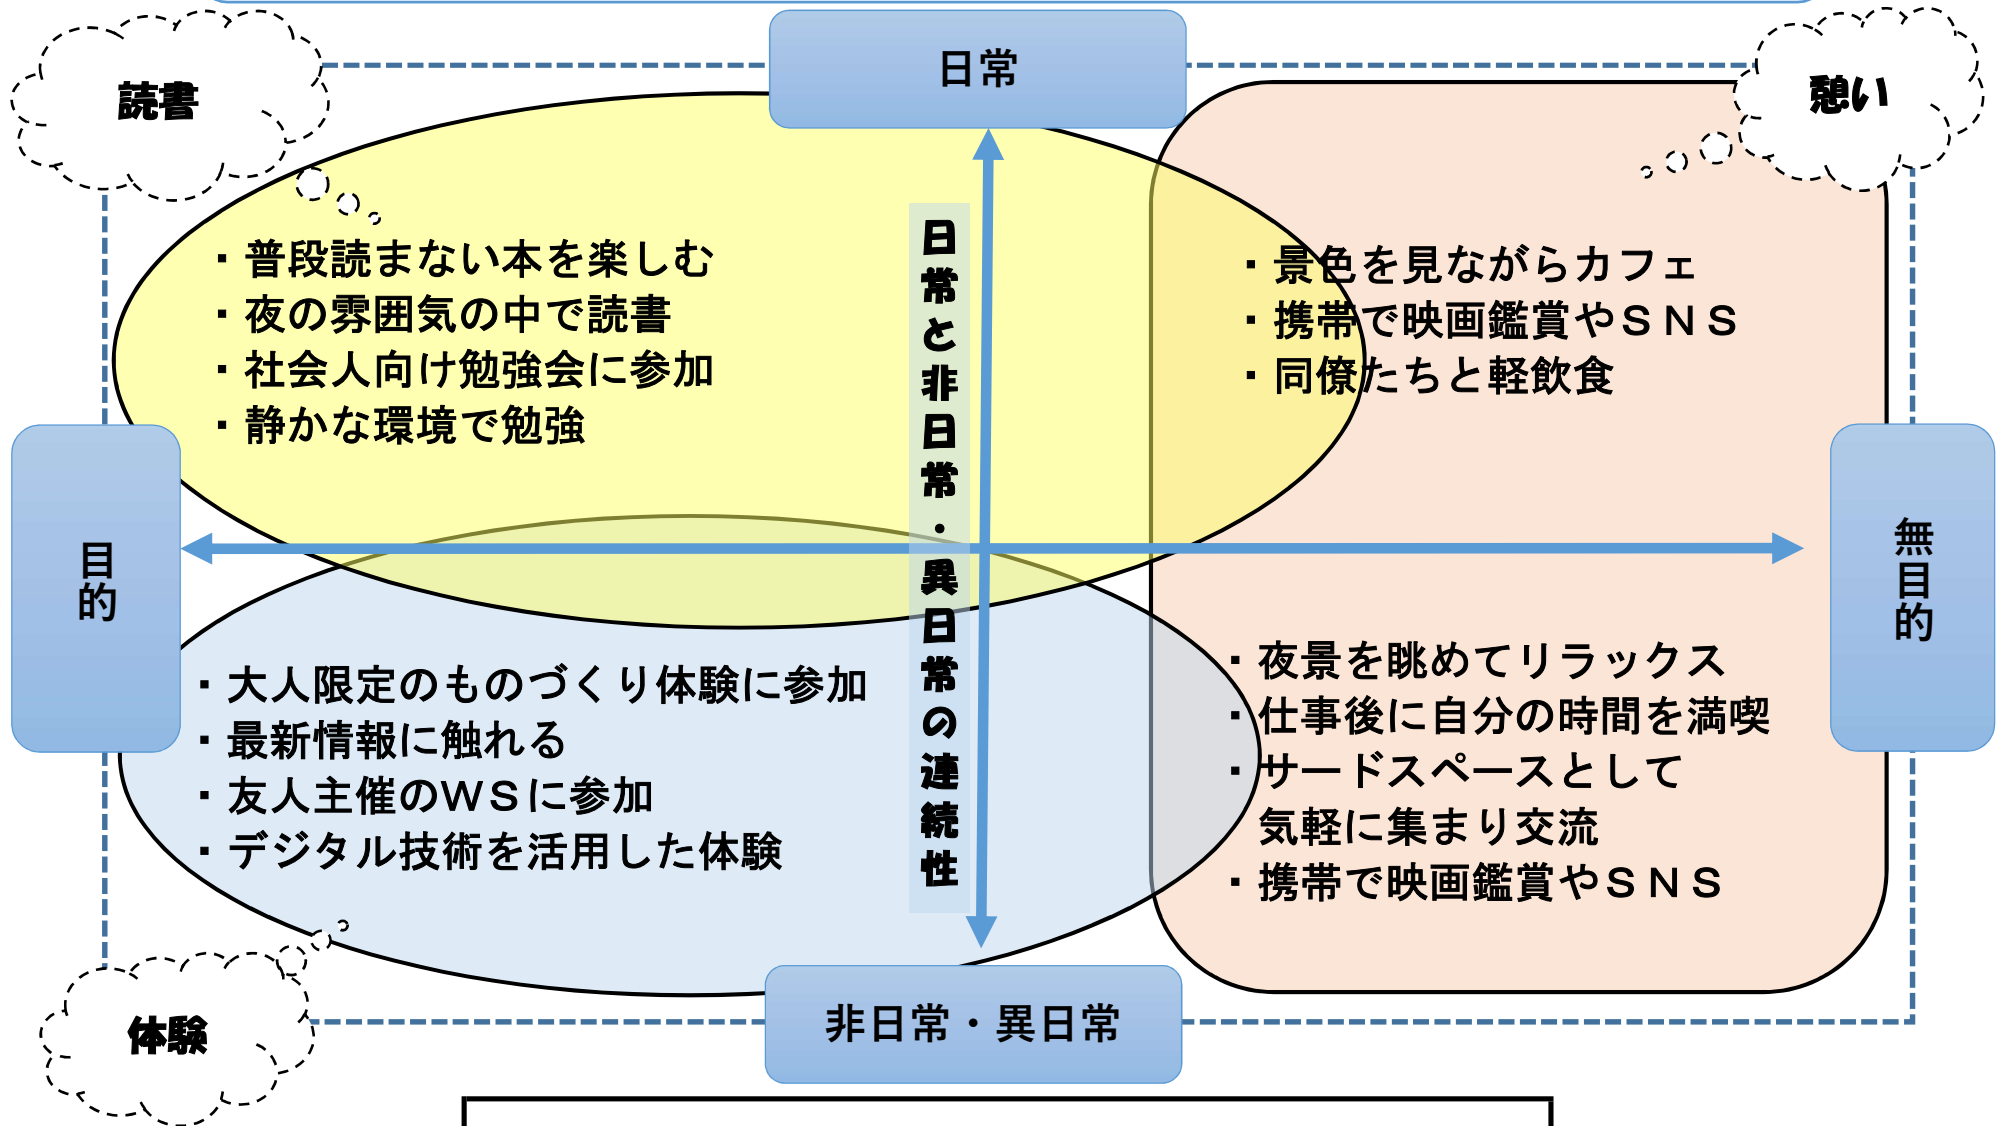 読書
日常
憩い
・普段読まない本を楽しむ
・夜の雰囲気の中で読書
・社会人向け勉強会に参加
・静かな環境で勉強
・景色を見ながらカフェ
・携帯で映画鑑賞やＳＮＳ
・同僚たちと軽飲食
日常と非日常・異日常の連続性
目的
無目的
・大人限定のものづくり体験に参加
・最新情報に触れる
・友人主催のＷＳに参加
・デジタル技術を活用した体験
・夜景を眺めてリラックス
・仕事後に自分の時間を満喫
・サードスペースとして
気軽に集まり交流
・携帯で映画鑑賞やＳＮＳ
体験
非日常・異日常